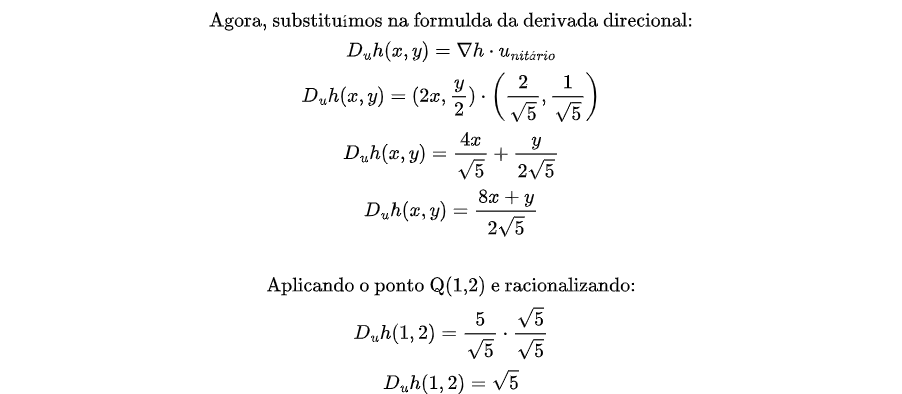 Agora, substituímos na formulda da derivada direcional:
$D_u h(x, y) = \nabla h \cdot u_{nitário}$
$D_u h(x, y) = (2x, \frac{y}{2}) \cdot \left( \frac{2}{\sqrt{5}}, \frac{1}{\sqrt{5}} \right)$
$D_u h(x, y) = \frac{4x}{\sqrt{5}} + \frac{y}{2\sqrt{5}}$
$D_u h(x, y) = \frac{8x + y}{2\sqrt{5}}$
Aplicando o ponto Q(1,2) e racionalizando:
$D_u h(1, 2) = \frac{5}{\sqrt{5}} \cdot \frac{\sqrt{5}}{\sqrt{5}}$
$D_u h(1, 2) = \sqrt{5}$